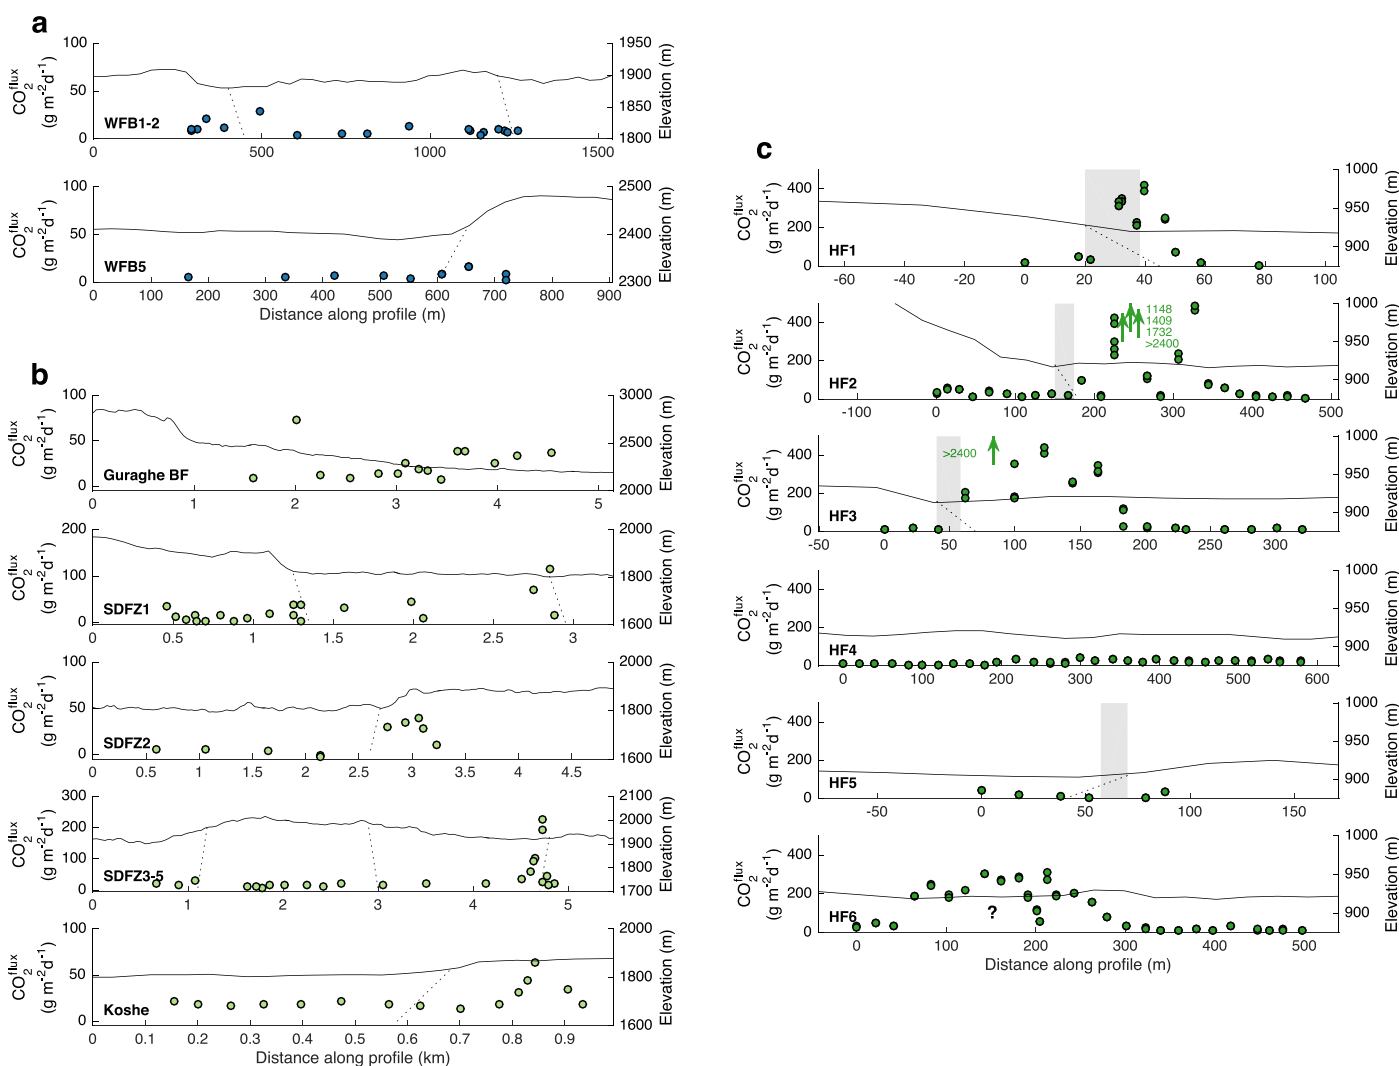 a
CO2flux
(g m-2d-1)
100
50
0
WFB1-2
1950
1900
1850
1800
Elevation (m)
0 500 1000 1500
CO2flux
(g m-2d-1)
100
50
0
WFB5
2500
2400
2300
Elevation (m)
0 100 200 300 400 500 600 700 800 900
Distance along profile (m)
b
CO2flux
(g m-2d-1)
100
50
0
Guraghe BF
3000
2500
2000
Elevation (m)
0 1 2 3 4 5
CO2flux
(g m-2d-1)
200
100
0
SDFZ1
2000
1800
1600
Elevation (m)
0 0.5 1 1.5 2 2.5 3
CO2flux
(g m-2d-1)
100
50
0
SDFZ2
2000
1800
1600
Elevation (m)
0 0.5 1 1.5 2 2.5 3 3.5 4 4.5
CO2flux
(g m-2d-1)
300
200
100
0
SDFZ3-5
2100
2000
1900
1800
1700
Elevation (m)
0 1 2 3 4 5
CO2flux
(g m-2d-1)
100
50
0
Koshe
2000
1800
1600
Elevation (m)
0 0.1 0.2 0.3 0.4 0.5 0.6 0.7 0.8 0.9
Distance along profile (km)
c
CO2flux
(g m-2d-1)
400
200
0
HF1
1000
950
900
Elevation (m)
-60 -40 -20 0 20 40 60 80 100
CO2flux
(g m-2d-1)
400
200
0
HF2
1148
1409
1732
>2400
1000
950
900
Elevation (m)
-100 0 100 200 300 400 500
CO2flux
(g m-2d-1)
400
200
0
HF3
>2400
1000
950
900
Elevation (m)
-50 0 50 100 150 200 250 300
CO2flux
(g m-2d-1)
400
200
0
HF4
1000
950
900
Elevation (m)
0 100 200 300 400 500 600
CO2flux
(g m-2d-1)
400
200
0
HF5
1000
950
900
Elevation (m)
-50 0 50 100 150
CO2flux
(g m-2d-1)
400
200
0
HF6
?
1000
950
900
Elevation (m)
0 100 200 300 400 500
Distance along profile (m)